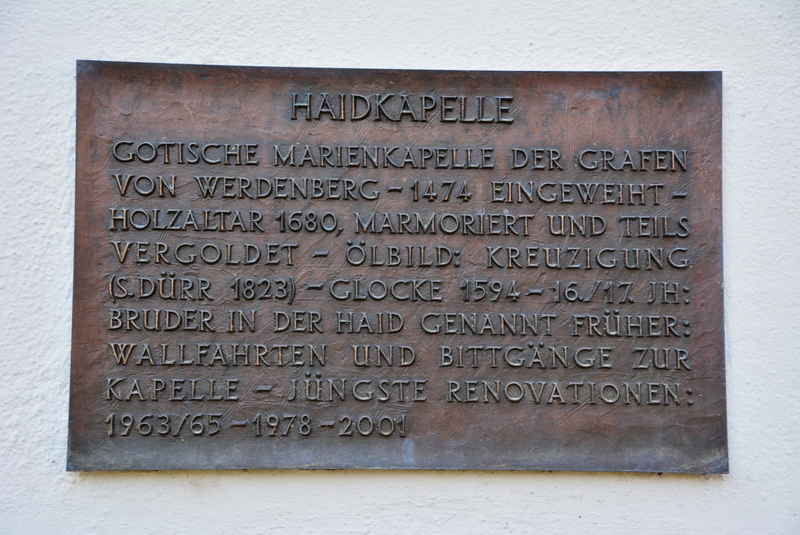 HAIDKAPELLE
GOTISCHE MARIENKAPELLE DER GRAFEN
VON WERDENBERG – 1474 EINGEWEIHT –
HOLZALTAR 1680, MARMORIERT UND TEILS
VERGOLDET – ÖLBILD: KREUZIGUNG
(S. DÜRR 1823) – GLOCKE 1594 – 16./17. JH:
BRUDER IN DER HAID GENANNT FRÜHER:
WALLFAHRTEN UND BITTGÄNGE ZUR
KAPELLE – JÜNGSTE RENOVATIONEN:
1963/65 – 1978 – 2001